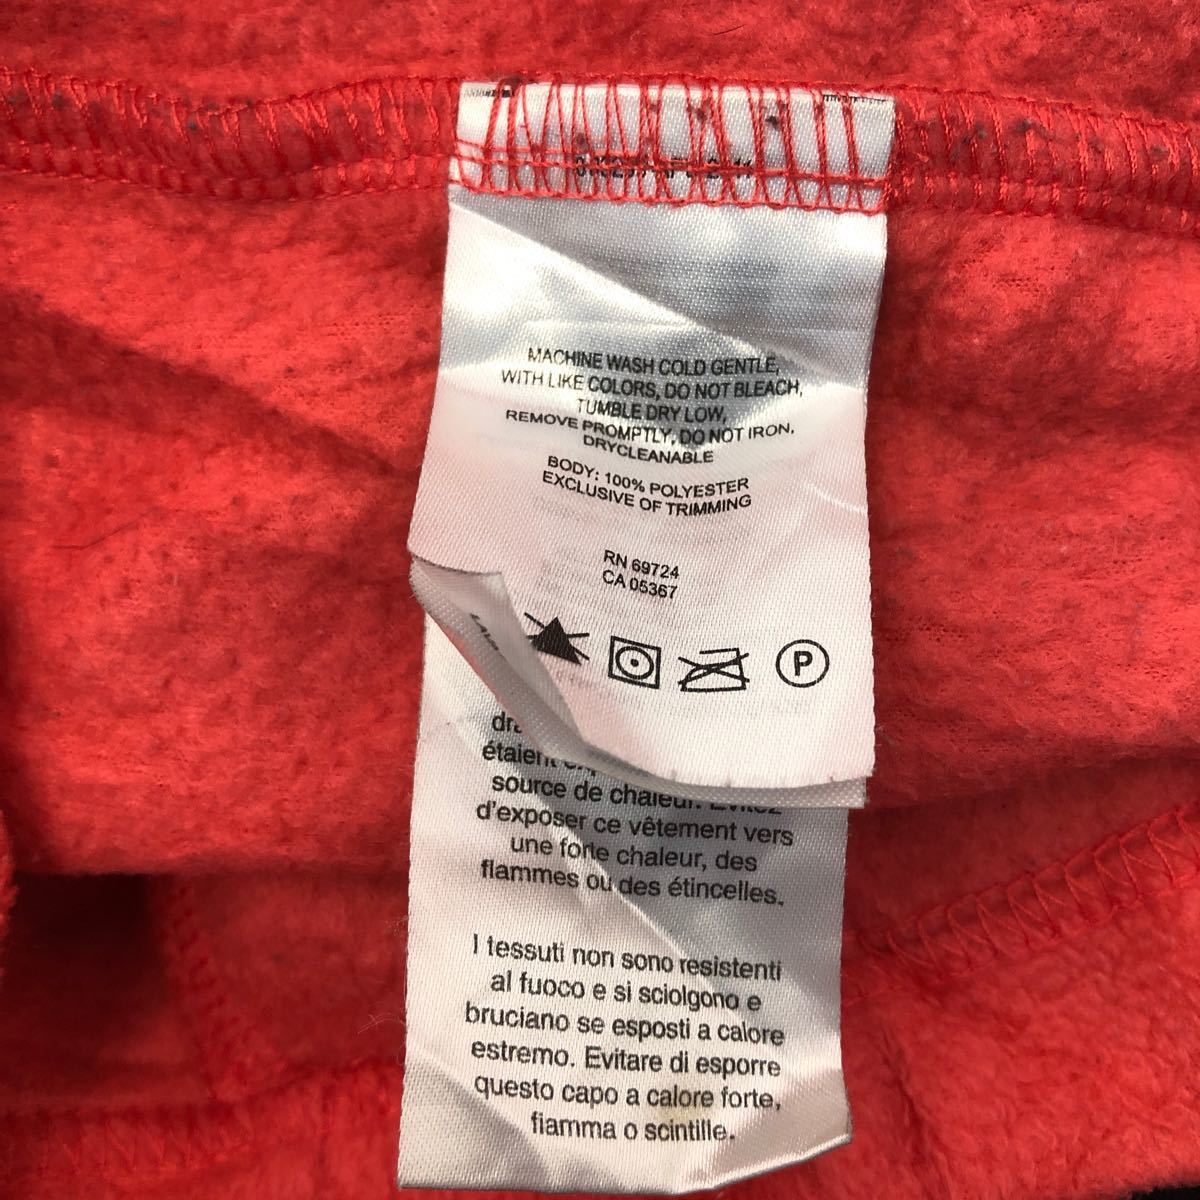 MACHINE WASH COLD GENTLE,
WITH LIKE COLORS, DO NOT BLEACH,
TUMBLE DRY LOW,
REMOVE PROMPTLY, DO NOT IRON,
DRYCLEANABLE
BODY: 100% POLYESTER
EXCLUSIVE OF TRIMMING
RN 69724
CA 05367
P
étaient
source de chaleur. Évitez
d'exposer ce vêtement vers
une forte chaleur, des
flammes ou des étincelles.
I tessuti non sono resistenti
al fuoco e si sciolgono e
bruciano se esposti a calore
estremo. Evitare di esporre
questo capo a calore forte,
fiamma o scintille.